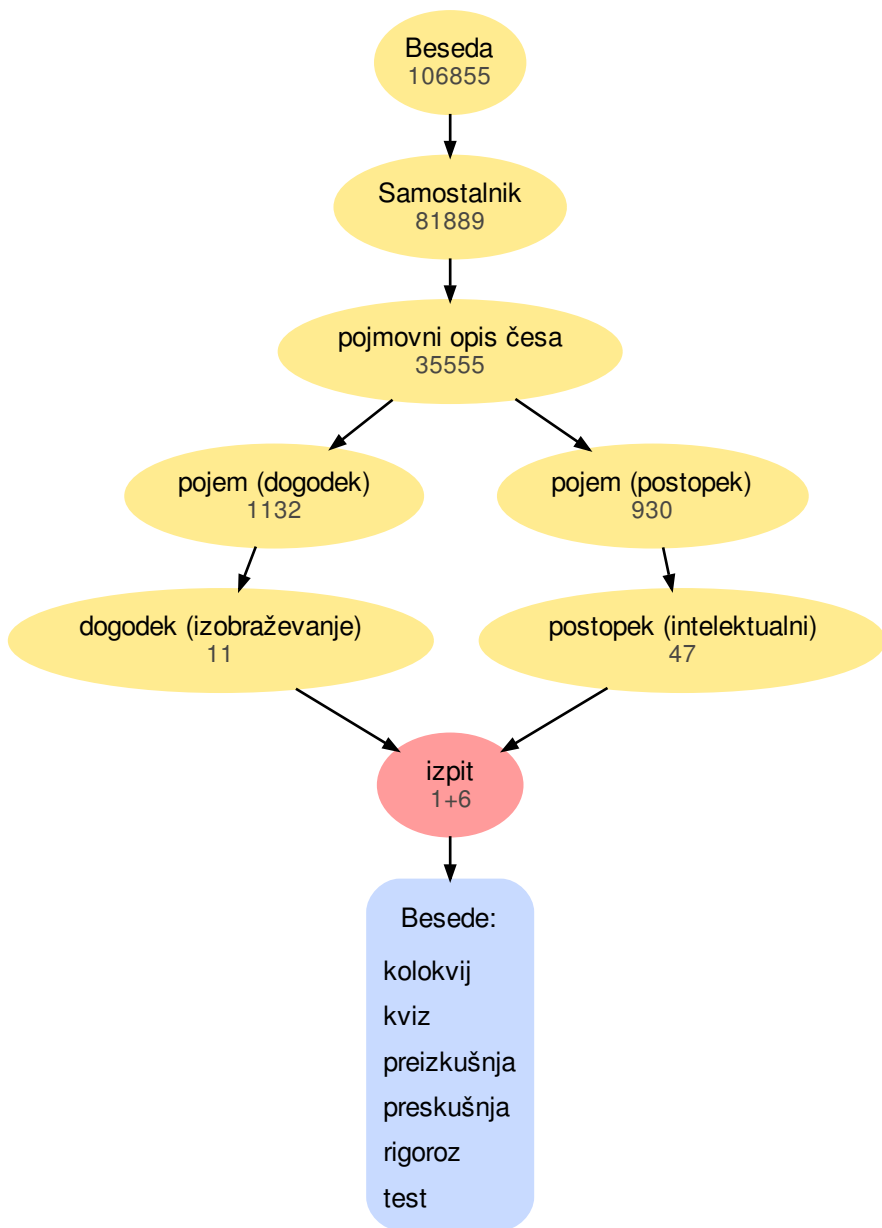 Beseda
106855
Samostalnik
81889
pojmovni opis česa
35555
pojem (dogodek)
1132
pojem (postopek)
930
dogodek (izobraževanje)
11
postopek (intelektualni)
47
izpit
1+6
Besede:
kolokvij
kviz
preizkušnja
preskušnja
rigoroz
test